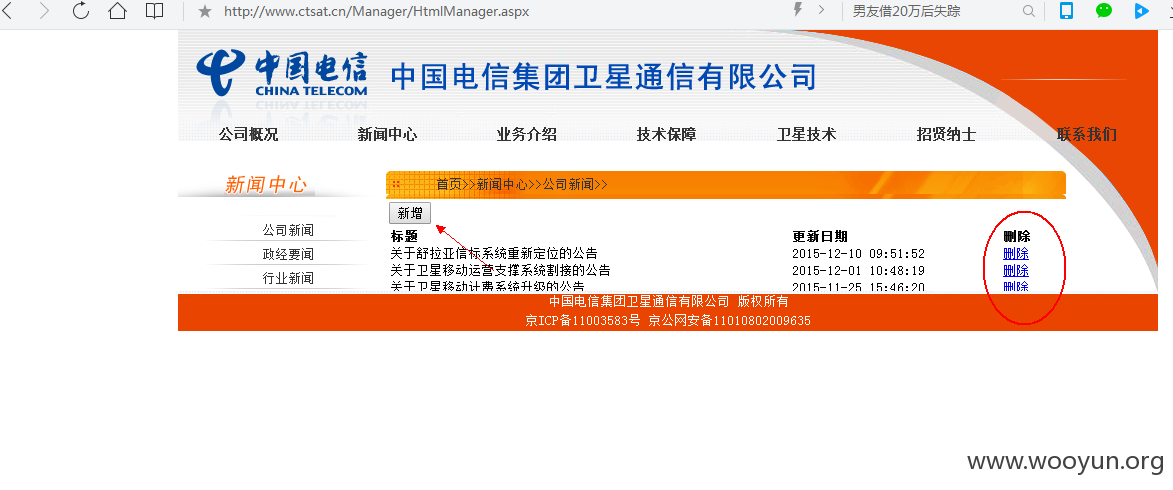 http://www.ctsat.cn/Manager/HtmlManager.aspx 男友借20万后失踪
中国电信
CHINA TELECOM
中国电信集团卫星通信有限公司
公司概况 新闻中心 业务介绍 技术保障 卫星技术 招贤纳士 联系我们
新闻中心
首页>>新闻中心>>公司新闻>>
公司新闻
政经要闻
行业新闻
新增
标题 更新日期 删除
关于舒拉亚信标系统重新定位的公告 2015-12-10 09:51:52 删除
关于卫星移动运营支撑系统割接的公告 2015-12-01 10:48:19 删除
关于卫星移动计费系统升级的公告 2015-11-25 15:46:20 删除
中国电信集团卫星通信有限公司 版权所有
京ICP备11003583号 京公网安备11010802009635
www.wooyun.org